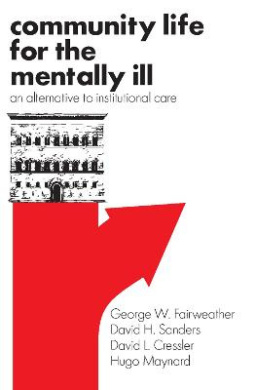 community life
for the
mentally ill
an alternative to institutional care
George W. Fairweather
David H. Sanders
David L. Cressler
Hugo Maynard